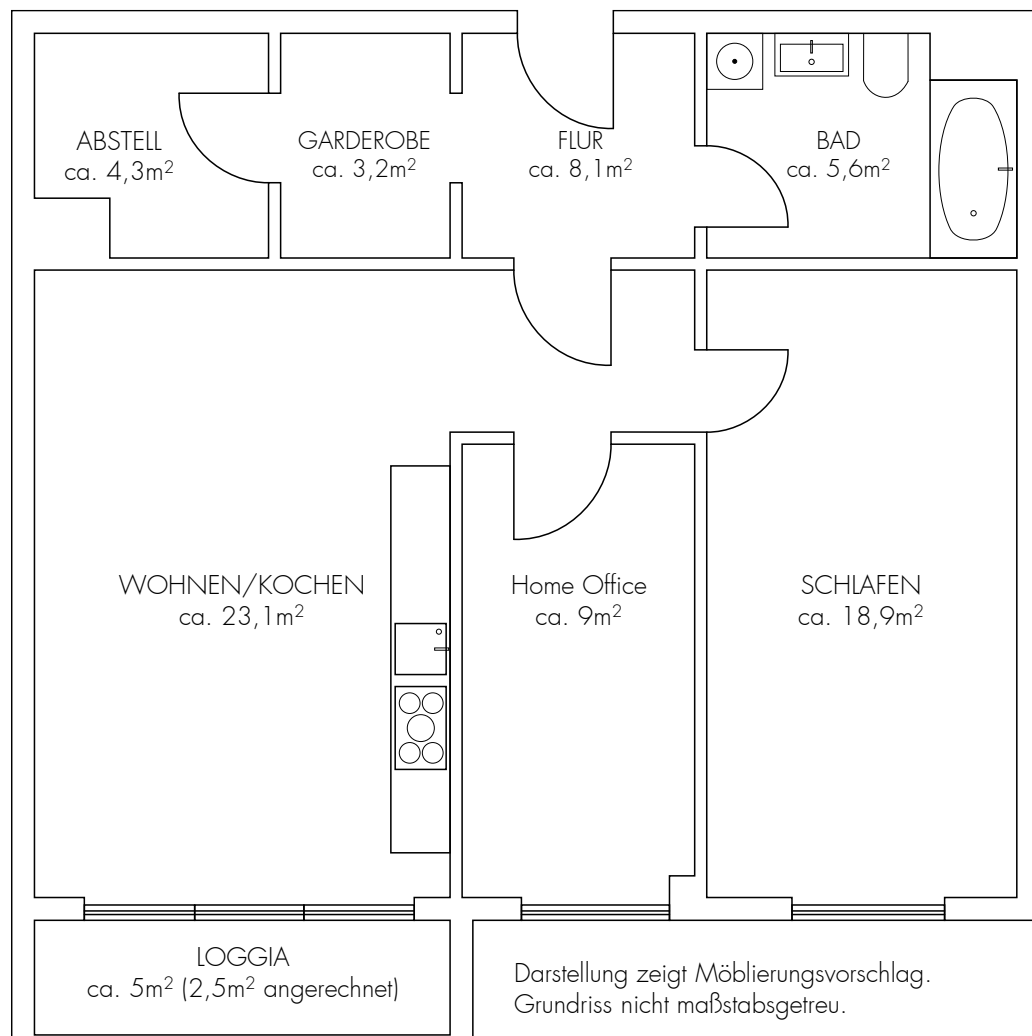 ABSTELL
ca. 4,3m²
GARDEROBE
ca. 3,2m²
FLUR
ca. 8,1m²
BAD
ca. 5,6m²
WOHNEN/KOCHEN
ca. 23,1m²
Home Office
ca. 9m²
SCHLAFEN
ca. 18,9m²
LOGGIA
ca. 5m² (2,5m² angerechnet)
Darstellung zeigt Möblierungsvorschlag.
Grundriss nicht maßstabsgetreu.